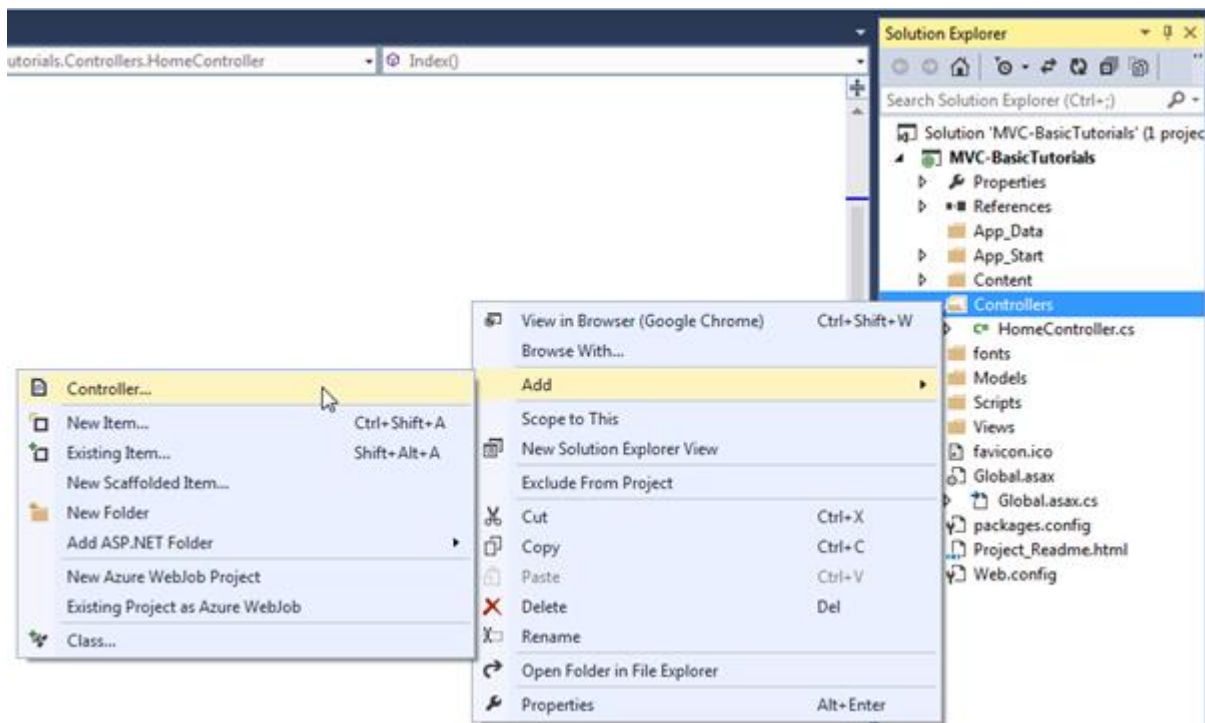 utorials.Controllers.HomeController
Index()
Solution Explorer
Search Solution Explorer (Ctrl+;)
Solution 'MVC-BasicTutorials' (1 projec
MVC-BasicTutorials
Properties
References
App_Data
App_Start
Content
Controllers
HomeController.cs
fonts
Models
Scripts
Views
favicon.ico
Global.asax
Global.asax.cs
packages.config
Project_Readme.html
Web.config
View in Browser (Google Chrome) Ctrl+Shift+W
Browse With...
Add
Scope to This
New Solution Explorer View
Exclude From Project
Cut Ctrl+X
Copy Ctrl+C
Paste Ctrl+V
Delete Del
Rename
Open Folder in File Explorer
Properties Alt+Enter
Controller...
New Item... Ctrl+Shift+A
Existing Item... Shift+Alt+A
New Scaffolded Item...
New Folder
Add ASP.NET Folder
New Azure WebJob Project
Existing Project as Azure WebJob
Class...